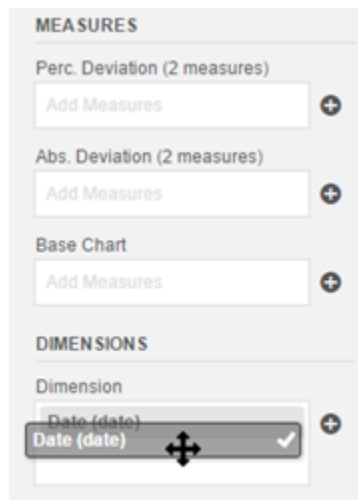 MEASURES
Perc. Deviation (2 measures)
Add Measures
Abs. Deviation (2 measures)
Add Measures
Base Chart
Add Measures
DIMENSIONS
Dimension
Date (date)
Date (date)